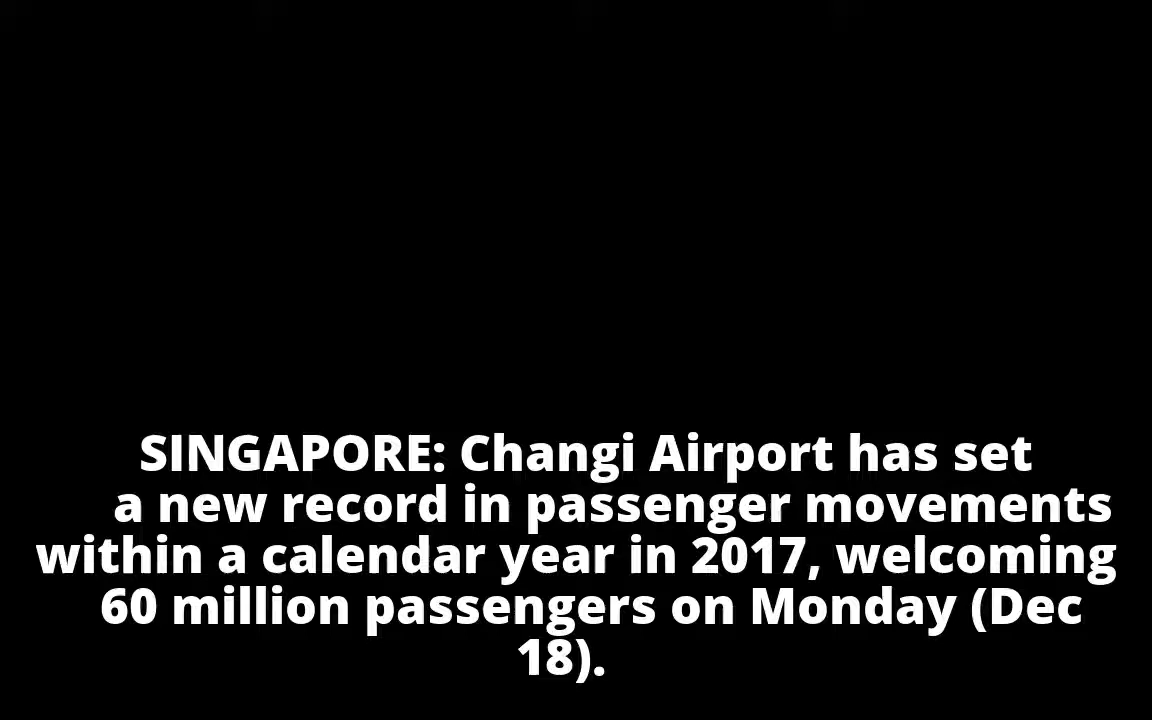 SINGAPORE: Changi Airport has set
a new record in passenger movements
within a calendar year in 2017, welcoming
60 million passengers on Monday (Dec
18).